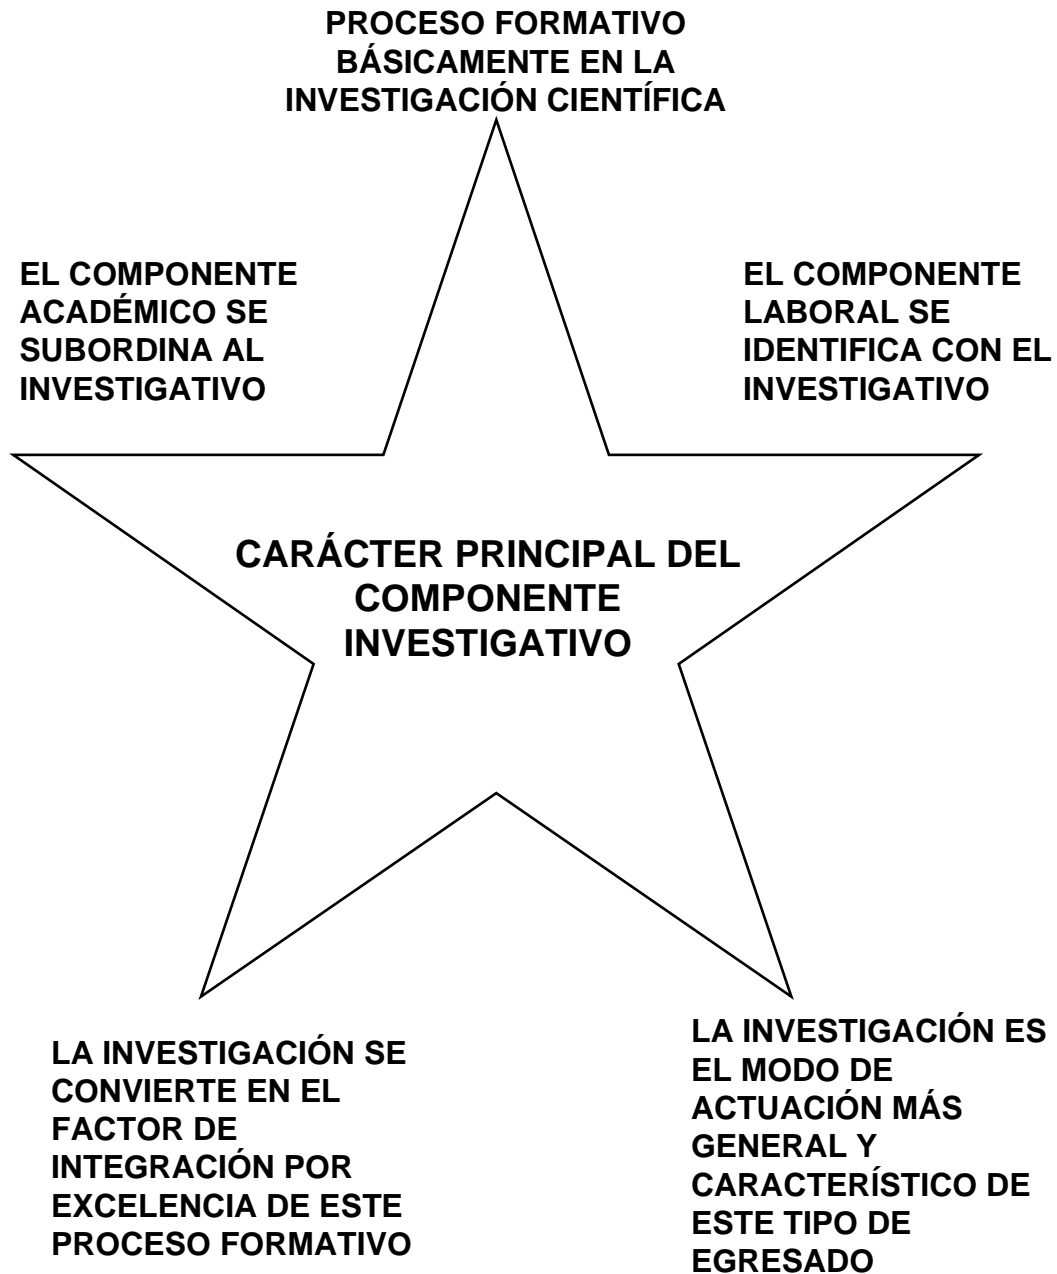 PROCESO FORMATIVO
BÁSICAMENTE EN LA
INVESTIGACIÓN CIENTÍFICA
EL COMPONENTE
ACADÉMICO SE
SUBORDINA AL
INVESTIGATIVO
EL COMPONENTE
LABORAL SE
IDENTIFICA CON EL
INVESTIGATIVO
CARÁCTER PRINCIPAL DEL
COMPONENTE
INVESTIGATIVO
LA INVESTIGACIÓN SE
CONVIERTE EN EL
FACTOR DE
INTEGRACIÓN POR
EXCELENCIA DE ESTE
PROCESO FORMATIVO
LA INVESTIGACIÓN ES
EL MODO DE
ACTUACIÓN MÁS
GENERAL Y
CARACTERÍSTICO DE
ESTE TIPO DE
EGRESADO